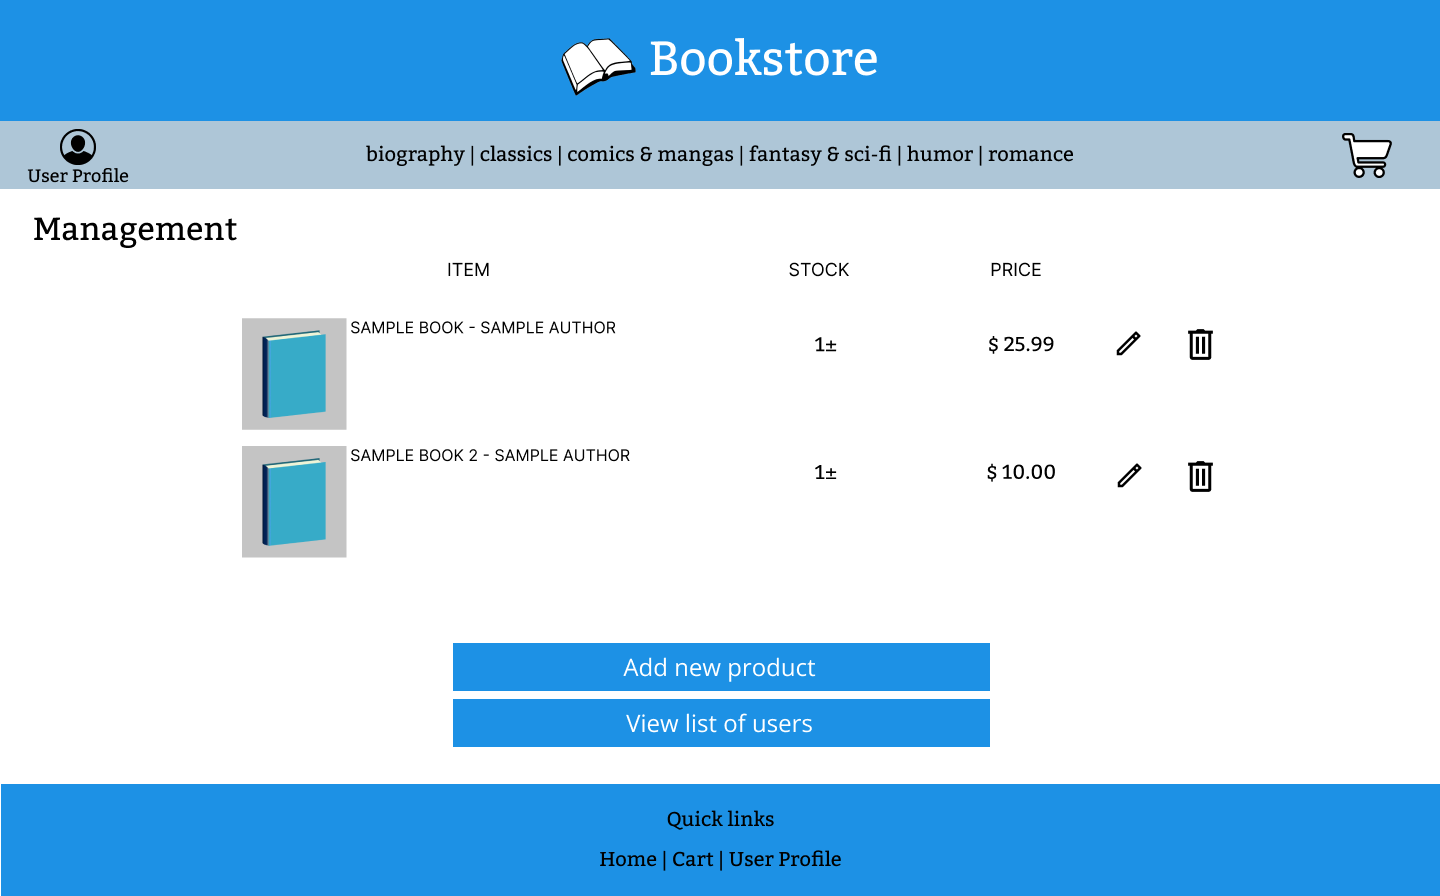 Bookstore
User Profile
biography | classics | comics & mangas | fantasy & sci-fi | humor | romance
Management
ITEM STOCK PRICE
SAMPLE BOOK - SAMPLE AUTHOR
1± $ 25.99
SAMPLE BOOK 2 - SAMPLE AUTHOR
1± $ 10.00
Add new product
View list of users
Quick links
Home | Cart | User Profile